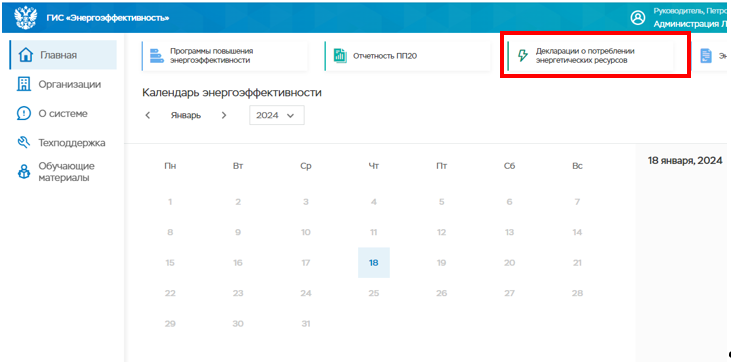 ГИС «Энергоэффективность»
Руководитель, Петро
Администрация Л
Главная
Организации
О системе
Техподдержка
Обучающие
материалы
Программы повышения
энергоэффективности
Отчетность ПП20
Декларации о потреблении
энергетических ресурсов
Эн
Календарь энергоэффективности
Январь 2024
Пн Вт Ср Чт Пт Сб Вс
1 2 3 4 5 6 7
8 9 10 11 12 13 14
15 16 17 18 19 20 21
22 23 24 25 26 27 28
29 30 31
18 января, 2024